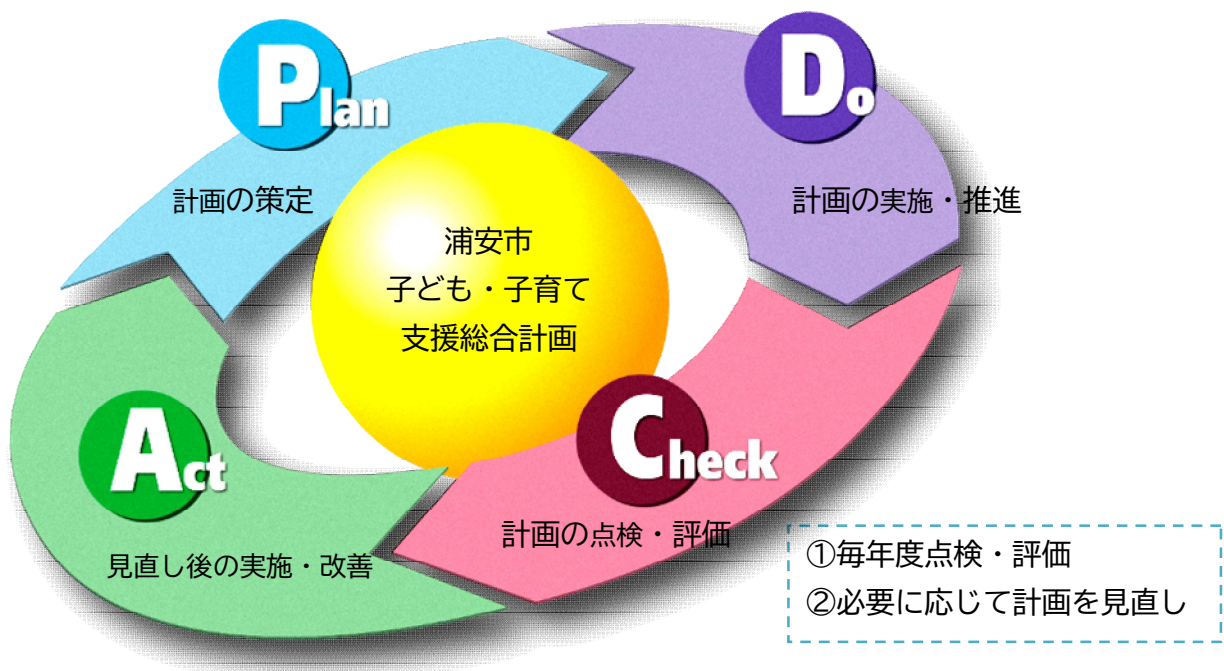 Plan
計画の策定
Do
計画の実施・推進
浦安市
子ども・子育て
支援総合計画
Check
計画の点検・評価
①毎年度点検・評価
②必要に応じて計画を見直し
Act
見直し後の実施・改善